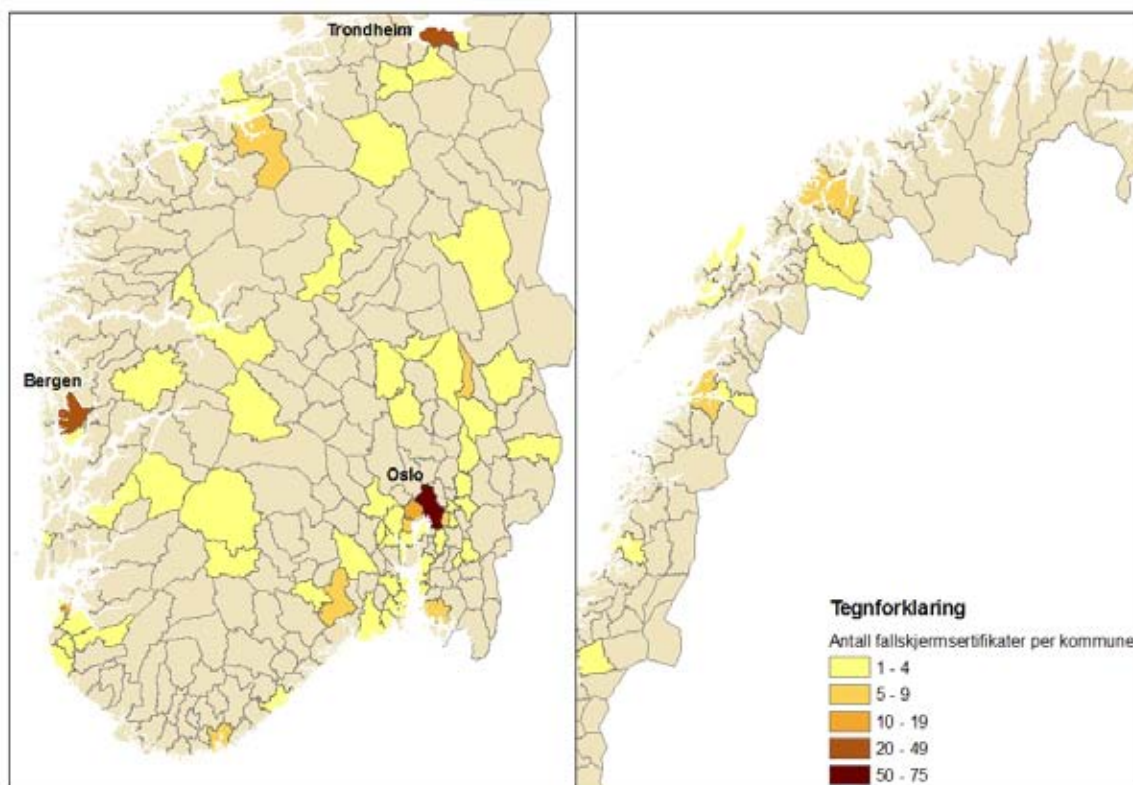 Trondheim
Bergen
Oslo
Tegnforklaring
Antall fallskjermsertifikater per kommune
1 - 4
5 - 9
10 - 19
20 - 49
50 - 75